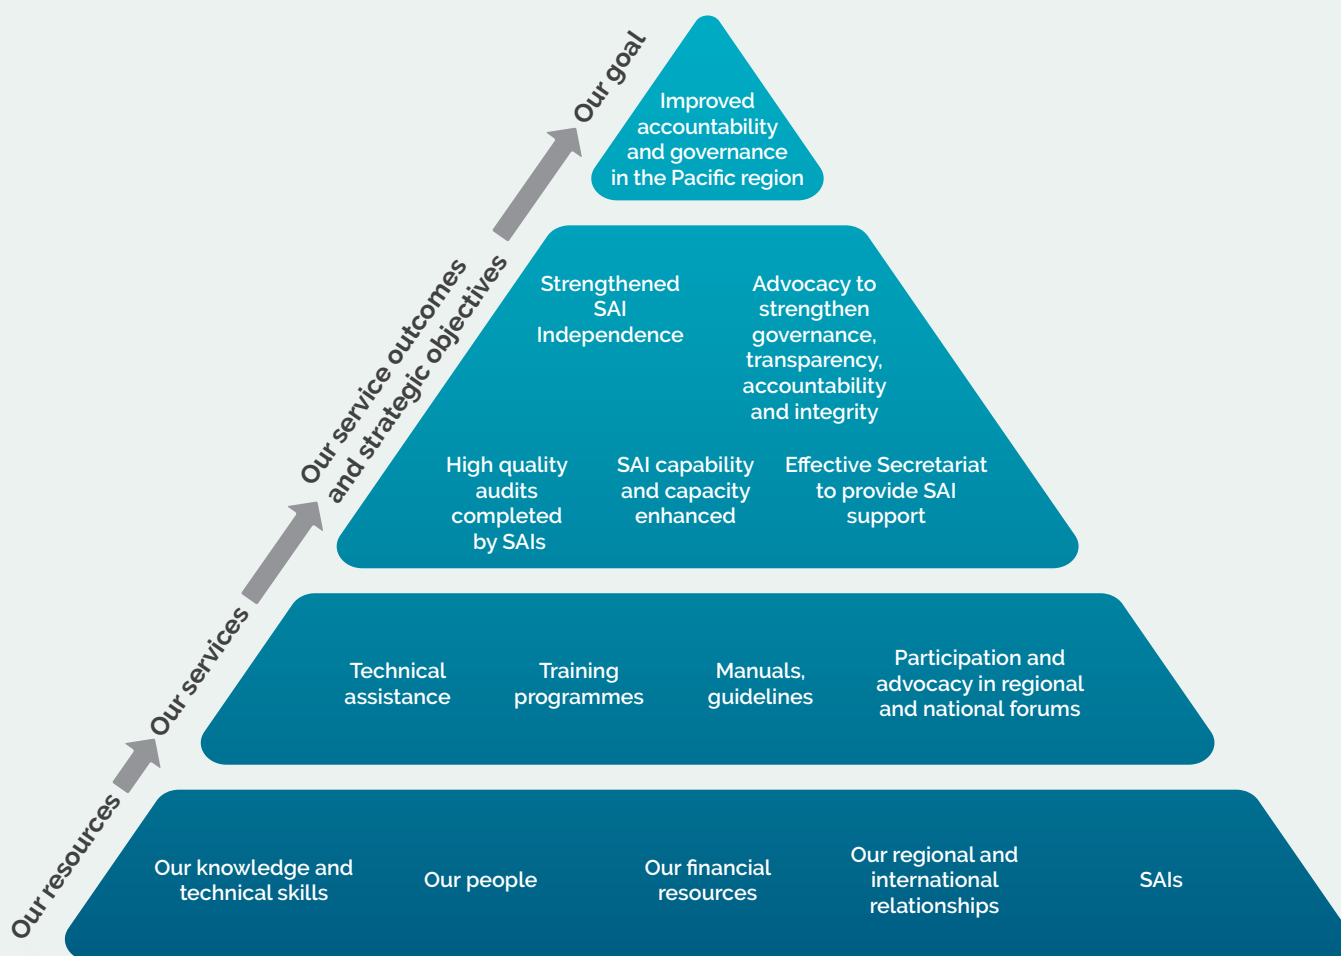 Our goal
Improved
accountability
and governance
in the Pacific region
Our service outcomes
and strategic objectives
Strengthened
SAI
Independence
Advocacy to
strengthen
governance,
transparency,
accountability
and integrity
High quality
audits
completed
by SAIs
SAI capability
and capacity
enhanced
Effective Secretariat
to provide SAI
support
Our services
Technical
assistance
Training
programmes
Manuals,
guidelines
Participation and
advocacy in regional
and national forums
Our resources
Our knowledge and
technical skills
Our people
Our financial
resources
Our regional and
international
relationships
SAIs